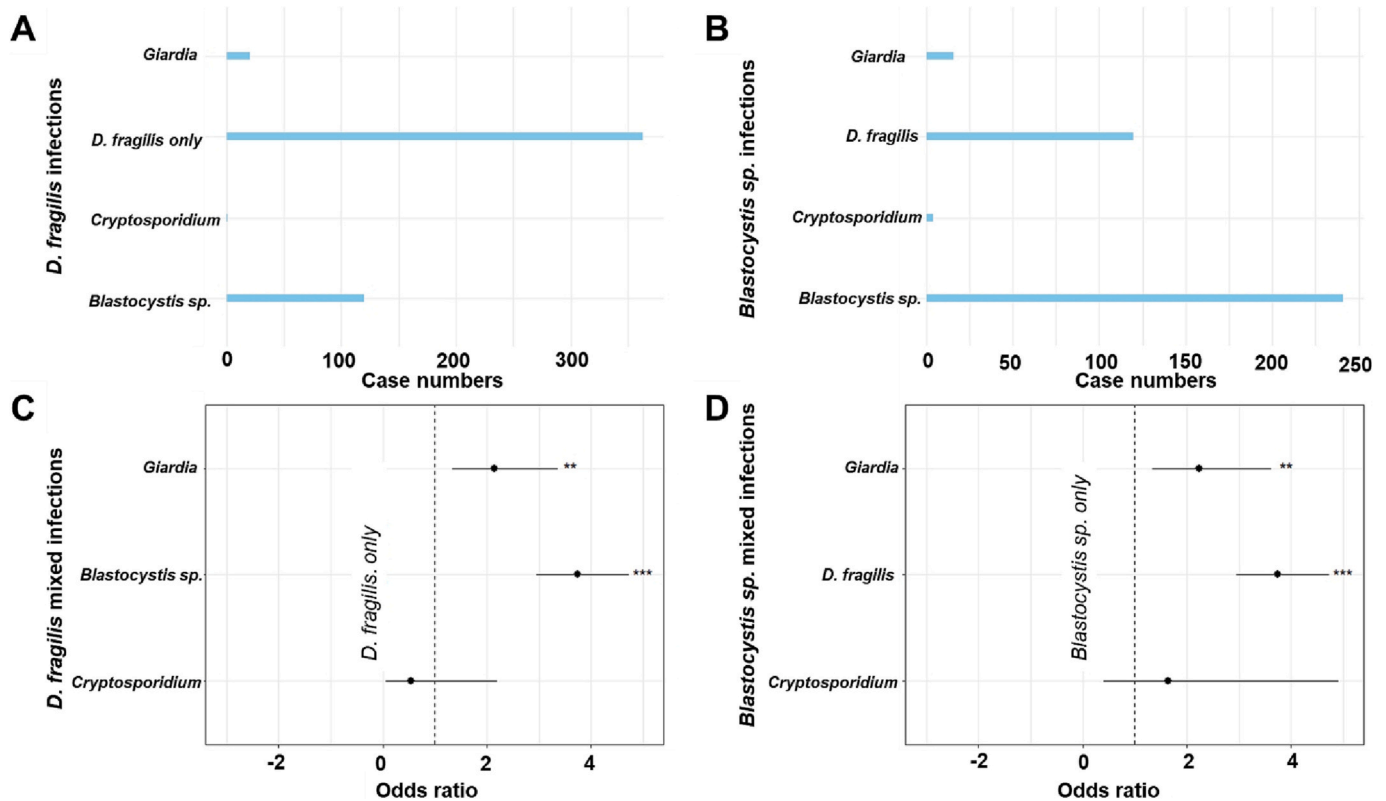 A
D. fragilis infections
Giardia
D. fragilis only
Cryptosporidium
Blastocystis sp.
0 100 200 300
Case numbers
B
Blastocystis sp. infections
Giardia
D. fragilis
Cryptosporidium
Blastocystis sp.
0 50 100 150 200 250
Case numbers
C
D. fragilis mixed infections
Giardia
**
Blastocystis sp.
***
Cryptosporidium
D. fragilis. only
-2 0 2 4
Odds ratio
D
Blastocystis sp. mixed infections
Giardia
**
D. fragilis
***
Cryptosporidium
Blastocystis sp. only
-2 0 2 4
Odds ratio